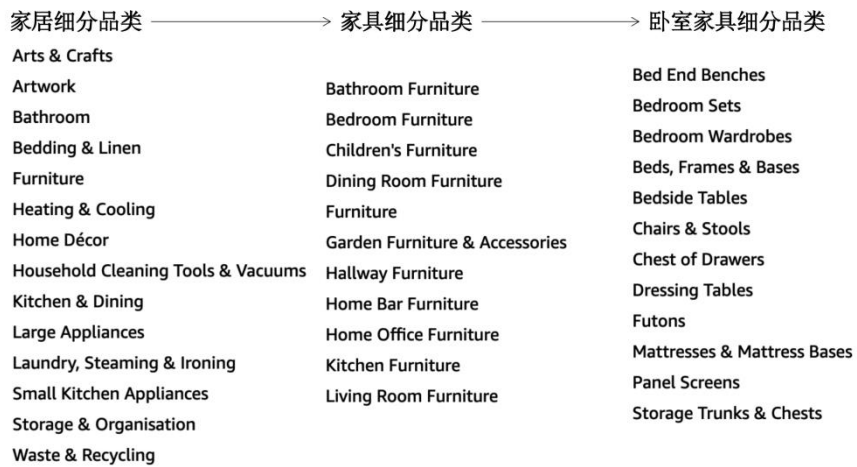 家居细分品类
家具细分品类
卧室家具细分品类
Arts & Crafts
Artwork
Bathroom
Bedding & Linen
Furniture
Heating & Cooling
Home Décor
Household Cleaning Tools & Vacuums
Kitchen & Dining
Large Appliances
Laundry, Steaming & Ironing
Small Kitchen Appliances
Storage & Organisation
Waste & Recycling
Bathroom Furniture
Bedroom Furniture
Children's Furniture
Dining Room Furniture
Furniture
Garden Furniture & Accessories
Hallway Furniture
Home Bar Furniture
Home Office Furniture
Kitchen Furniture
Living Room Furniture
Bed End Benches
Bedroom Sets
Bedroom Wardrobes
Beds, Frames & Bases
Bedside Tables
Chairs & Stools
Chest of Drawers
Dressing Tables
Futons
Mattresses & Mattress Bases
Panel Screens
Storage Trunks & Chests